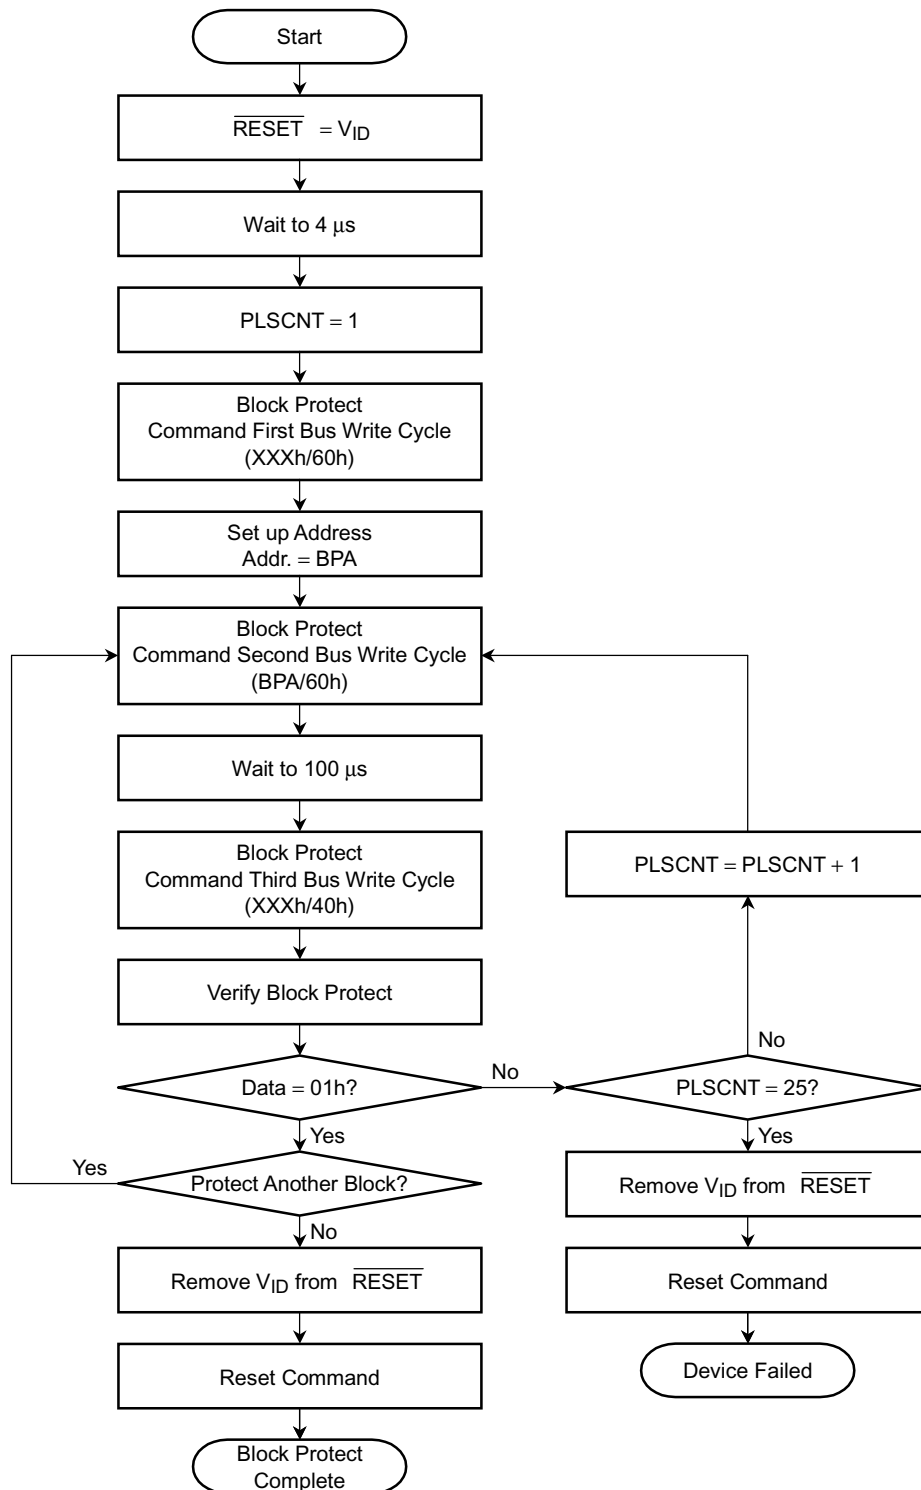 Start
RESET = VID
Wait to 4 μs
PLSCNT = 1
Block Protect
Command First Bus Write Cycle
(XXXh/60h)
Set up Address
Addr. = BPA
Block Protect
Command Second Bus Write Cycle
(BPA/60h)
Wait to 100 μs
Block Protect
Command Third Bus Write Cycle
(XXXh/40h)
PLSCNT = PLSCNT + 1
Verify Block Protect
No
Data = 01h?
No
PLSCNT = 25?
Yes
Yes
Yes
Protect Another Block?
Remove VID from RESET
No
Remove VID from RESET
Reset Command
Reset Command
Device Failed
Block Protect
Complete